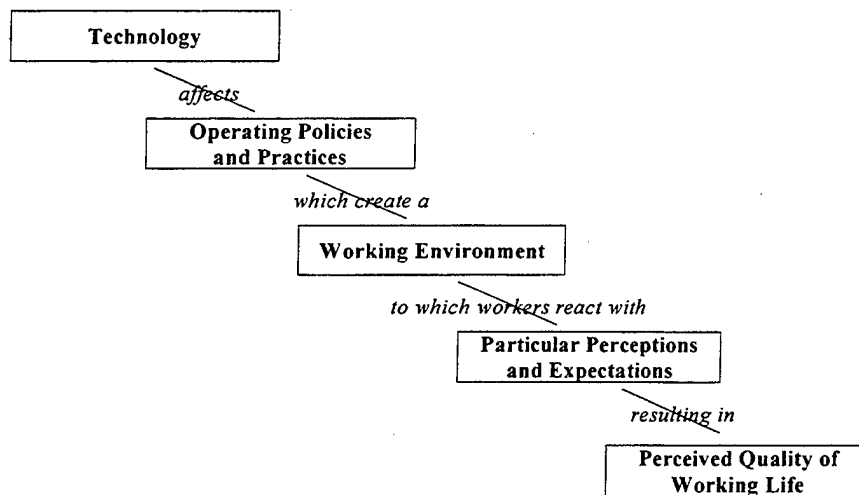 Technology
affects
Operating Policies
and Practices
which create a
Working Environment
to which workers react with
Particular Perceptions
and Expectations
resulting in
Perceived Quality of
Working Life